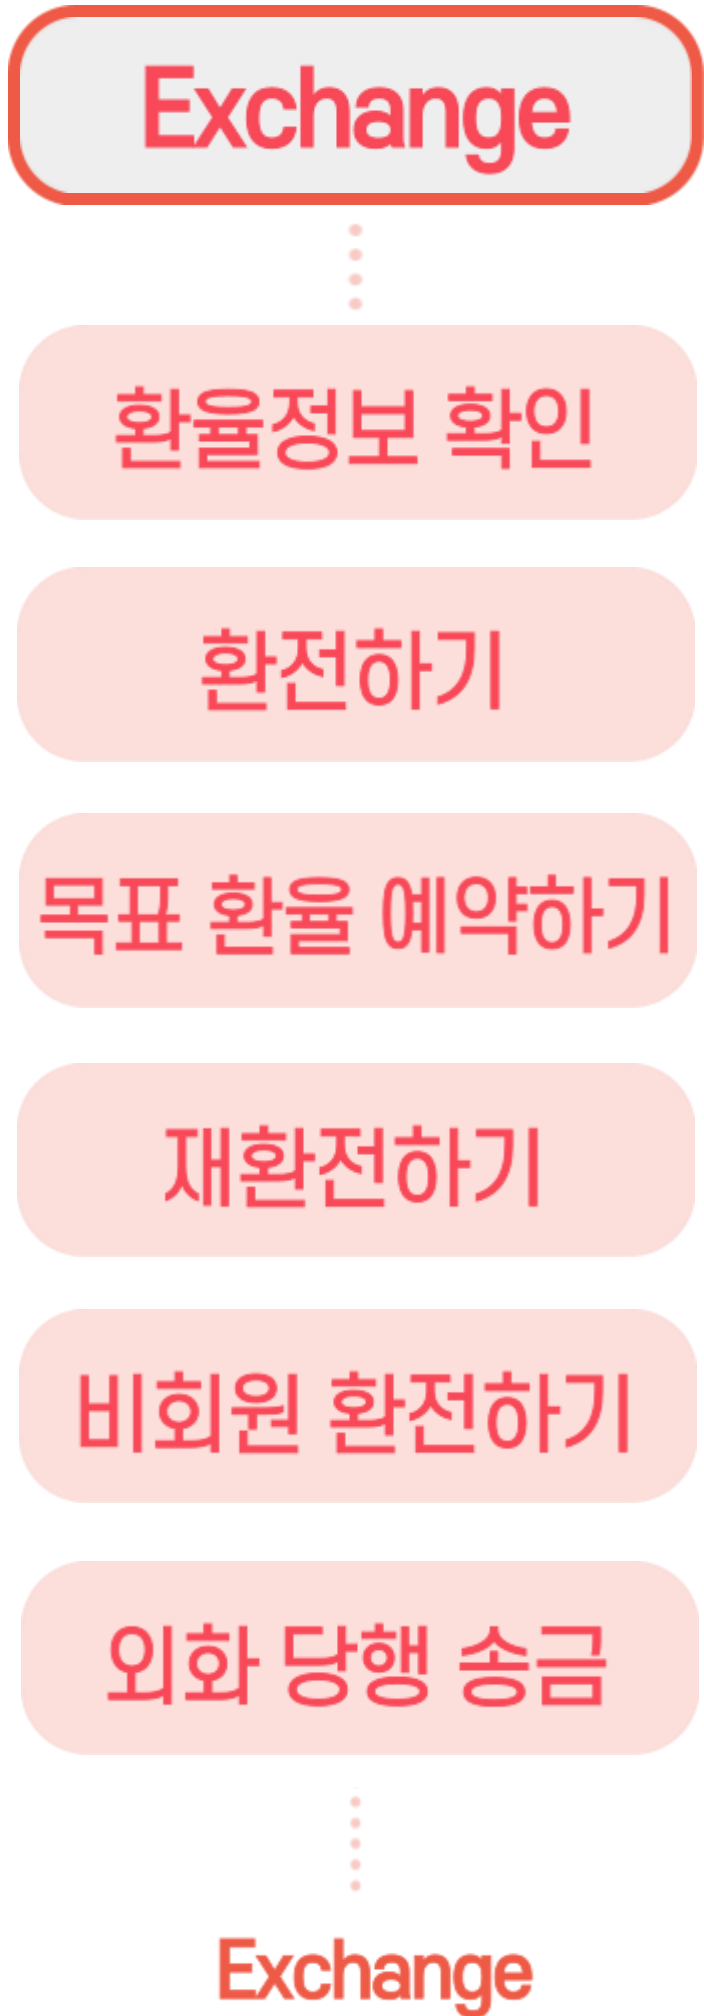 Exchange
환율정보 확인
환전하기
목표 환율 예약하기
재환전하기
비회원 환전하기
외화 당행 송금
Exchange